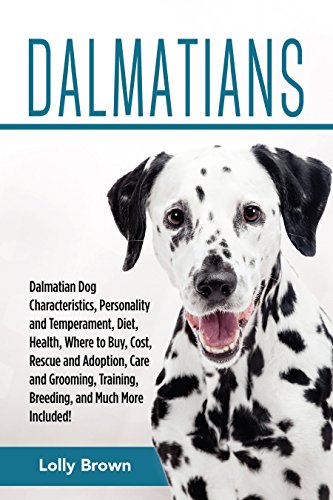 DALMATIANS
Dalmatian Dog
Characteristics, Personality
and Temperament, Diet,
Health, Where to Buy, Cost,
Rescue and Adoption, Care
and Grooming, Training,
Breeding, and Much More
Included!
Lolly Brown